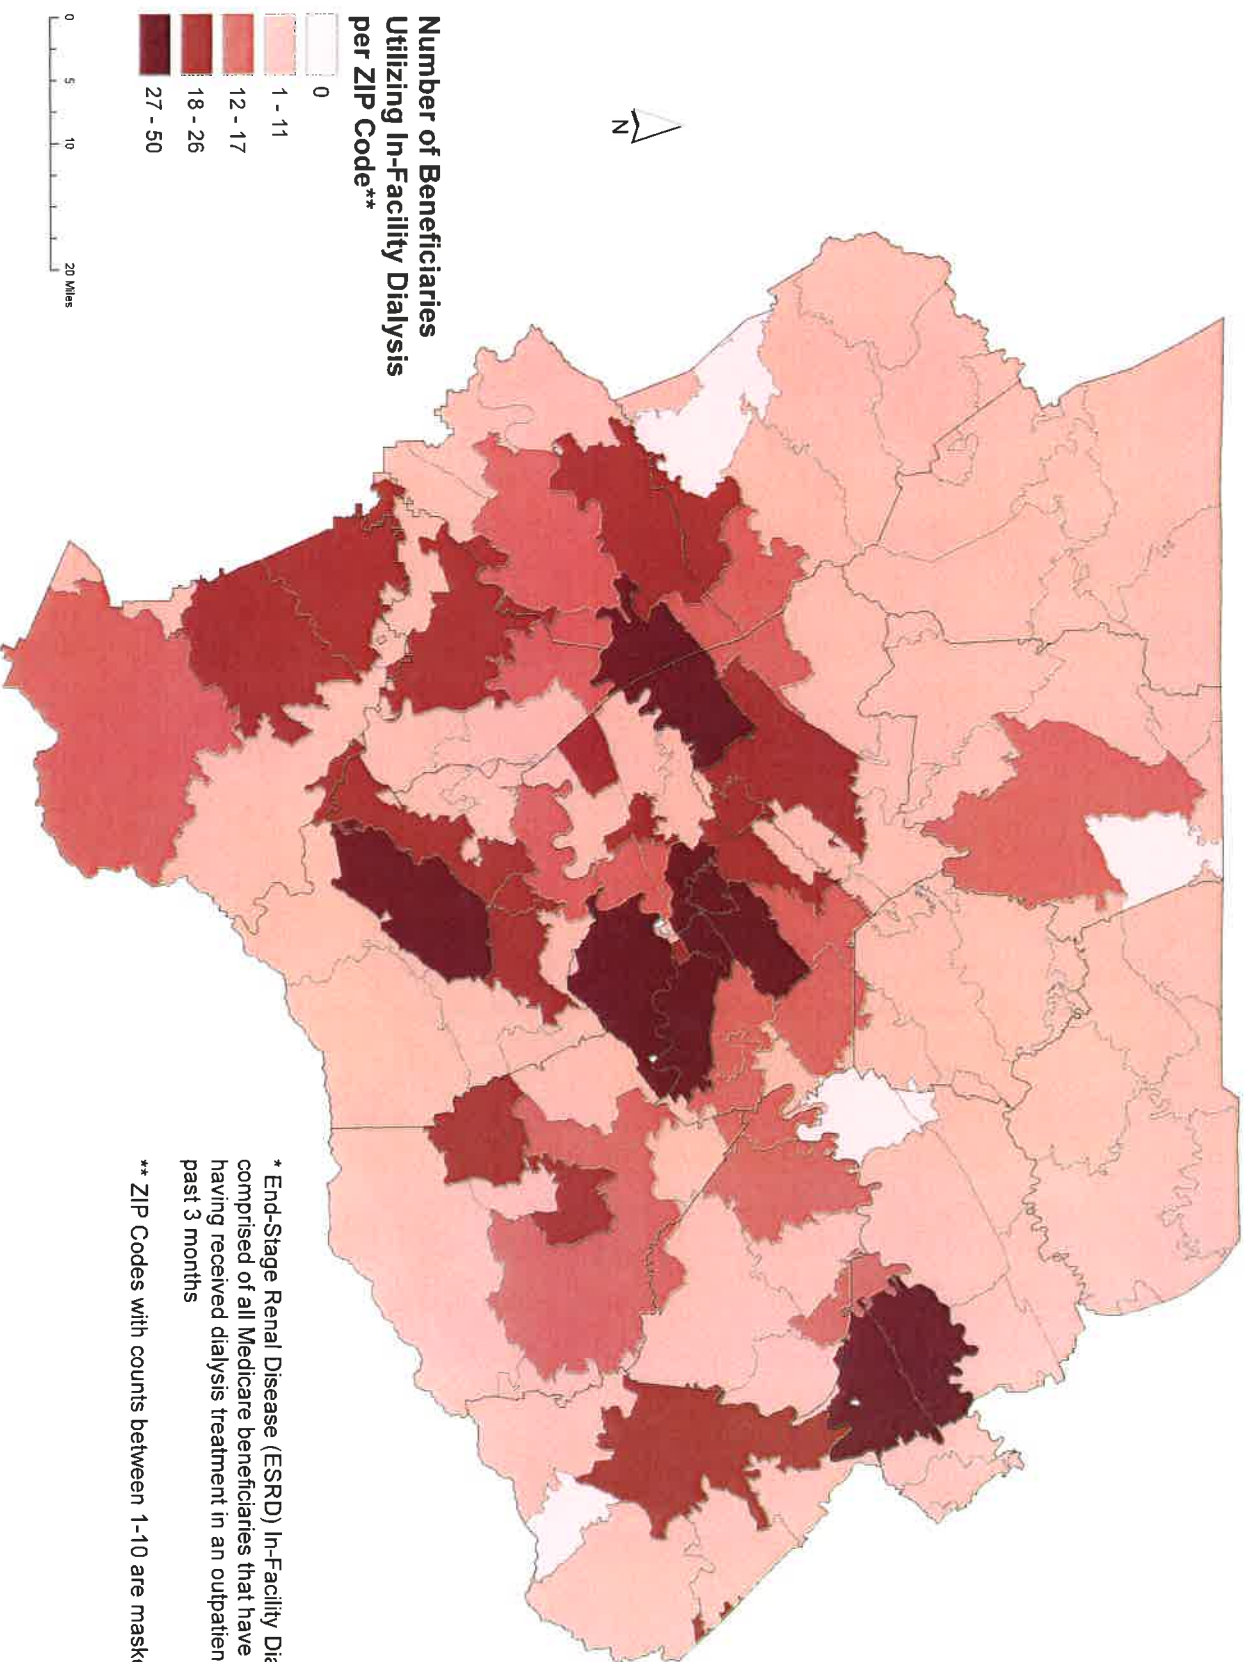 Number of Beneficiaries
Utilizing In-Facility Dialysis
per ZIP Code**
0
1 - 11
12 - 17
18 - 26
27 - 50
0 5 10 20 Miles
N
* End-Stage Renal Disease (ESRD) In-Facility
comprised of all Medicare beneficiaries that have
having received dialysis treatment in an
past 3 months
** ZIP Codes with counts between 1-10 are